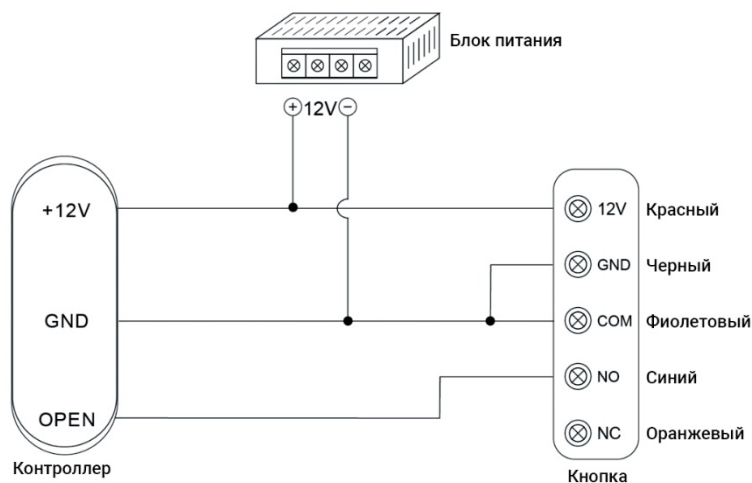 Блок питания
+ 12V −
+12V
12V Красный
GND Черный
GND
COM Фиолетовый
NO Синий
OPEN
NC Оранжевый
Контроллер
Кнопка